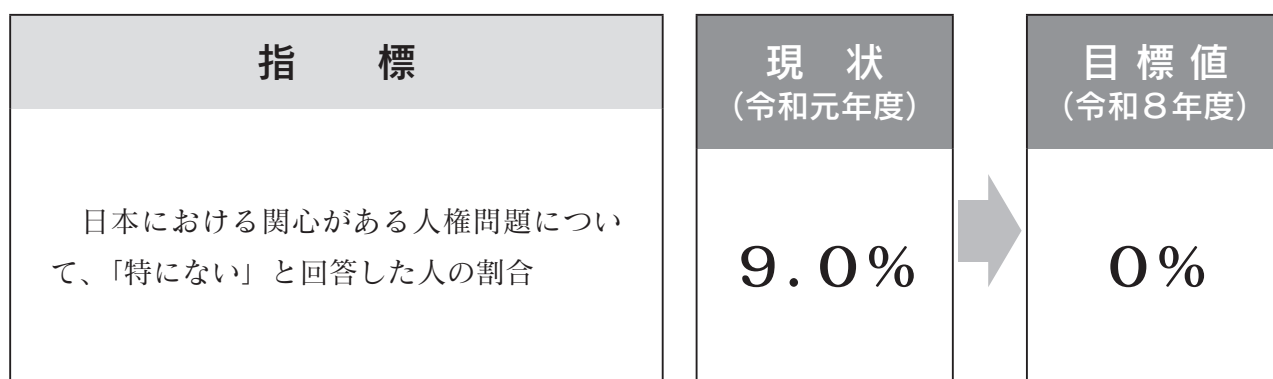 指標
日本における関心がある人権問題につい
て、「特にない」と回答した人の割合
現状
（令和元年度）
9.0%
目標値
（令和8年度）
0%